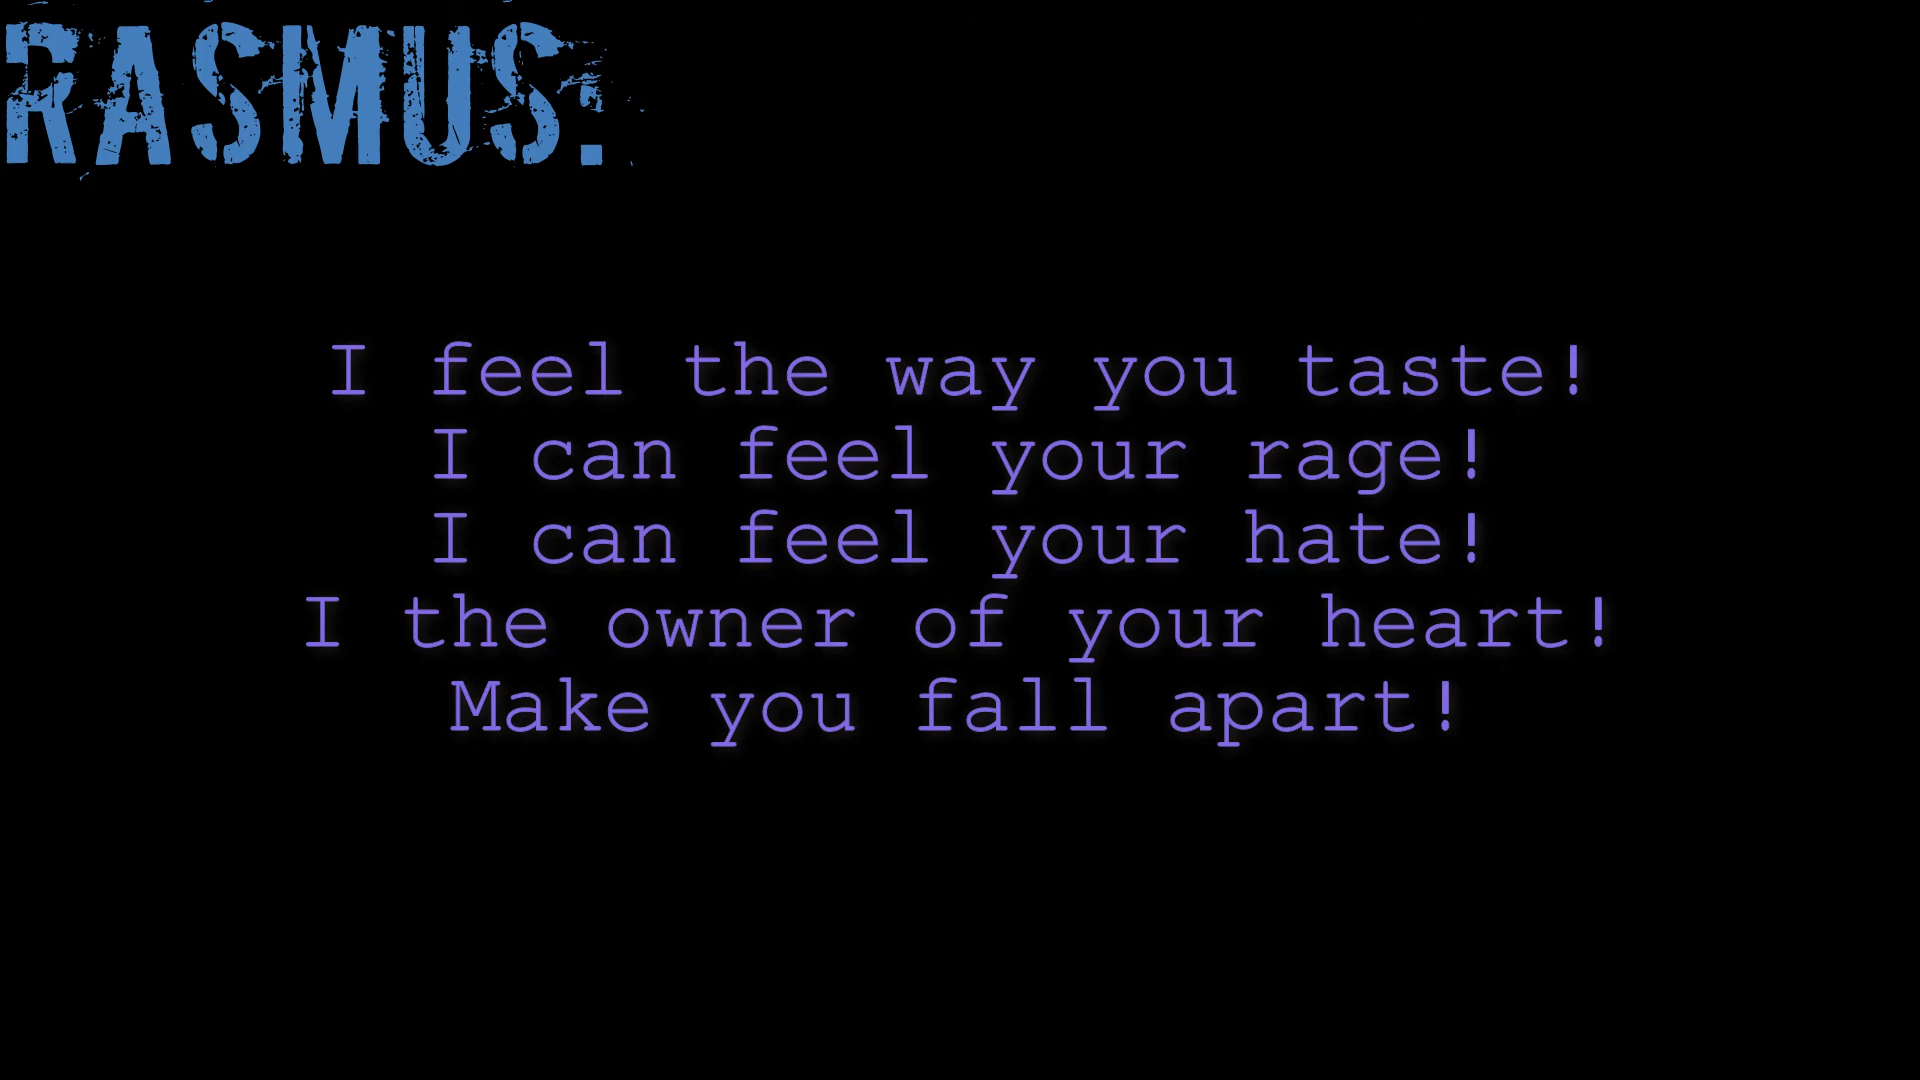 RASMUS.
I feel the way you taste!
I can feel your rage!
I can feel your hate!
I the owner of your heart!
Make you fall apart!